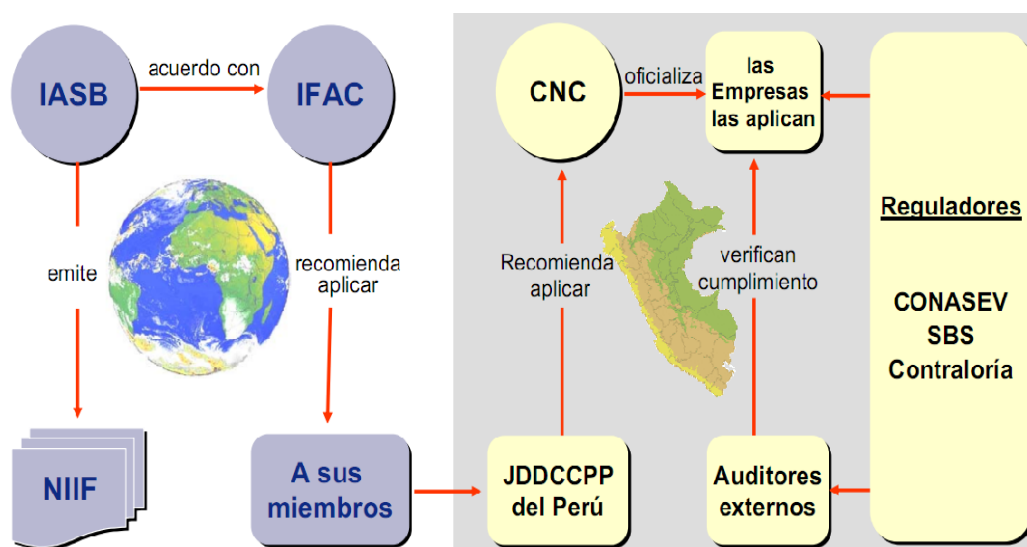 IASB
acuerdo con
IFAC
emite
recomienda
aplicar
NIIF
A sus
miembros
CNC
oficializa
las
Empresas
las aplican
Recomienda
aplicar
verifican
cumplimiento
JDDCCPP
del Perú
Auditores
externos
Reguladores
CONASEV
SBS
Contraloría